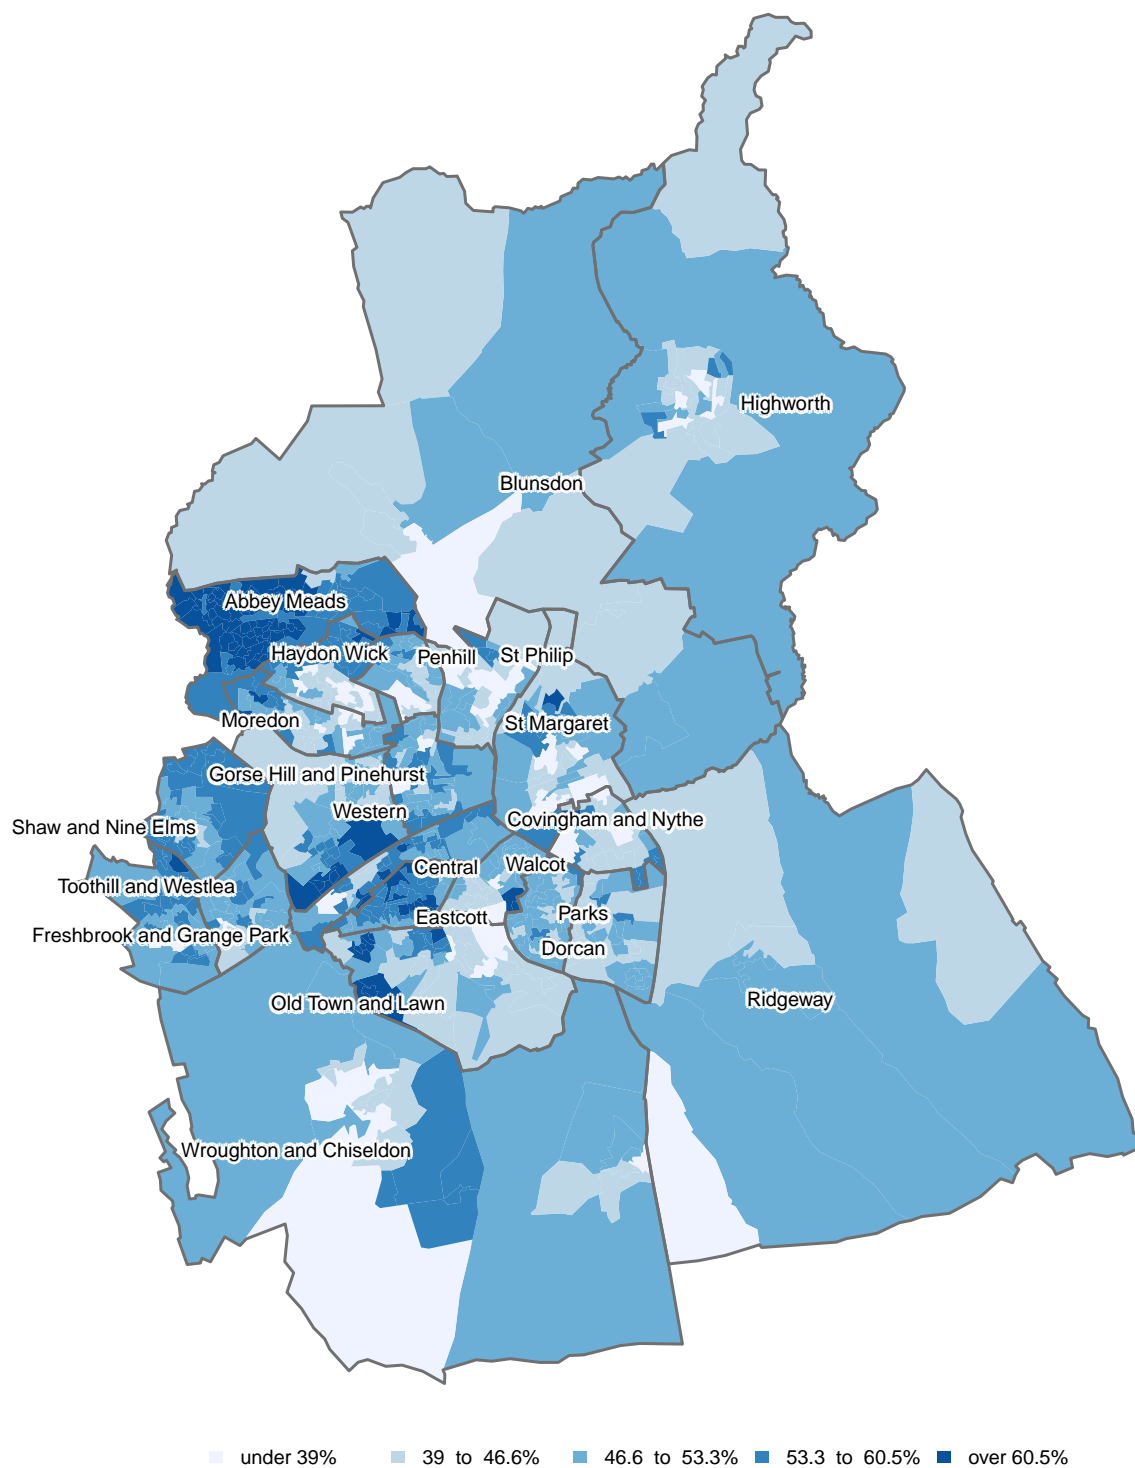 Highworth
Blunsdon
Abbey Meads
Haydon Wick
Penhill
St Philip
Moredon
St Margaret
Gorse Hill and Pinehurst
Western
Covingham and Nythe
Shaw and Nine Elms
Central
Walcot
Toothill and Westlea
Eastcott
Parks
Freshbrook and Grange Park
Dorcan
Old Town and Lawn
Ridgeway
Wroughton and Chiseldon
under 39% 39 to 46.6% 46.6 to 53.3% 53.3 to 60.5% over 60.5%